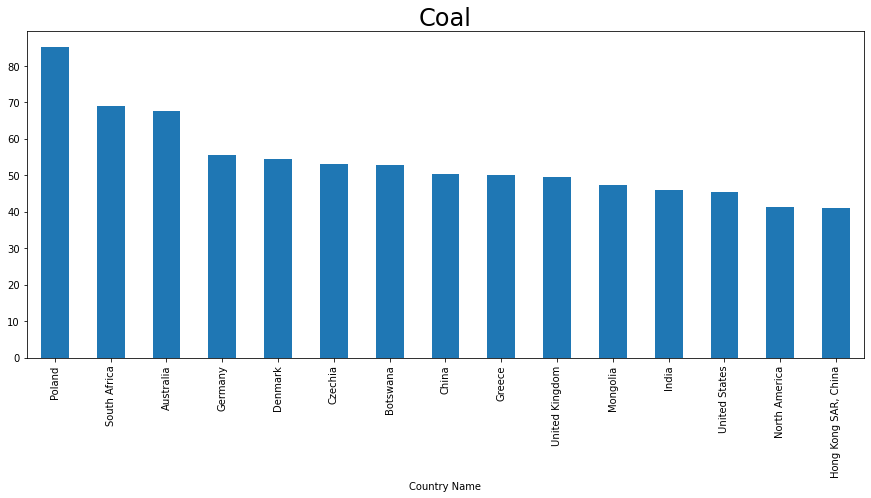 Coal
80
70
60
50
40
30
20
10
0
Poland
South Africa
Australia
Germany
Denmark
Czechia
Botswana
China
Greece
United Kingdom
Mongolia
India
United States
North America
Hong Kong SAR, China
Country Name